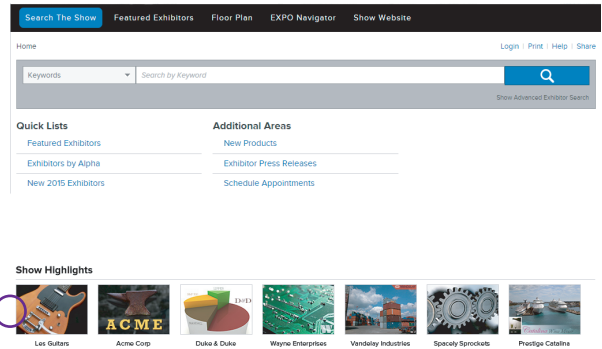 Search The Show Featured Exhibitors Floor Plan EXPO Navigator Show Website
Home Login | Print | Help | Share
Keywords Search by Keyword
Show Advanced Exhibitor Search
Quick Lists Additional Areas
Featured Exhibitors New Products
Exhibitors by Alpha Exhibitor Press Releases
New 2015 Exhibitors Schedule Appointments
Show Highlights
D&D
ACME
Les Guitars Acme Corp Duke & Duke Wayne Enterprises Vandelay Industries Spacely Sprockets Prestige Catalina